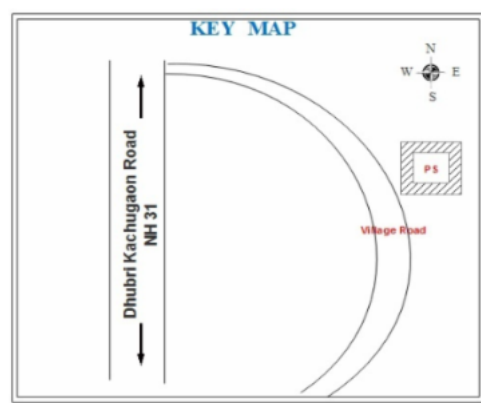 KEY MAP
N
W E
S
PS
Village Road
Dhubri Kachugaon Road
NH 31